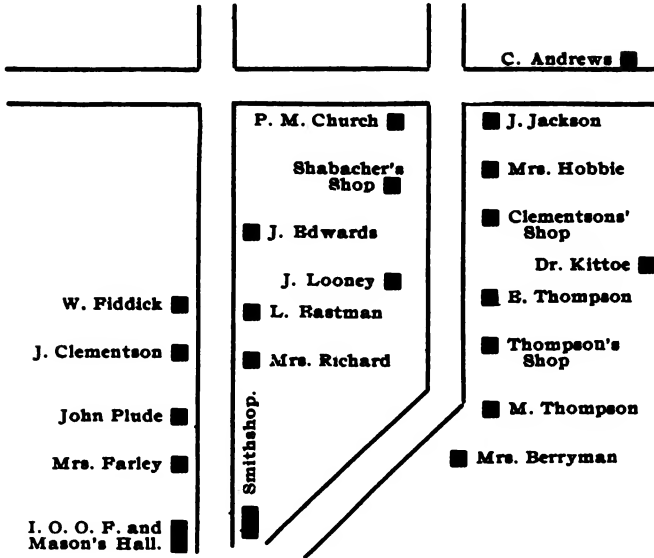 C. Andrews
P. M. Church
J. Jackson
Shabacher's
Shop
Mrs. Hobbie
Clementsons'
Shop
J. Edwards
Dr. Kittoe
J. Looney
E. Thompson
W. Fiddick
L. Eastman
J. Clementson
Mrs. Richard
Thompson's
Shop
John Plude
Smithshop.
M. Thompson
Mrs. Farley
Mrs. Berryman
I. O. O. F. and
Mason's Hall.